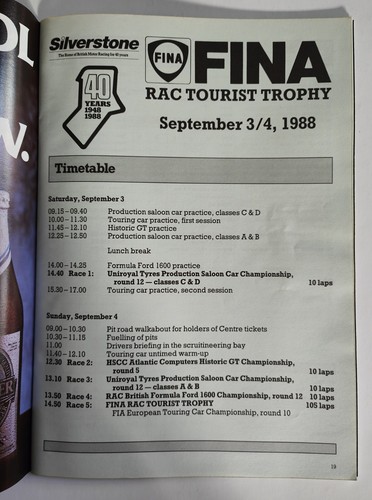 OL
W.
Silverstone
The Home of British Motor Racing for 40 years
FINA
FINA
RAC TOURIST TROPHY
40
YEARS
1948
1988
September 3/4, 1988
Timetable
Saturday, September 3
09.15 – 09.40 Production saloon car practice, classes C & D
10.00 – 11.30 Touring car practice, first session
11.45 – 12.10 Historic GT practice
12.25 – 12.50 Production saloon car practice, classes A & B
Lunch break
14.00 – 14.25 Formula Ford 1600 practice
14.40 Race 1: Uniroyal Tyres Production Saloon Car Championship,
round 12 — classes C & D 10 laps
15.30 – 17.00 Touring car practice, second session
Sunday, September 4
09.00 – 10.30 Pit road walkabout for holders of Centre tickets
10.30 – 11.15 Fuelling of pits
11.00 Drivers briefing in the scruitineering bay
11.40 – 12.10 Touring car untimed warm-up
12.30 Race 2: HSCC Atlantic Computers Historic GT Championship,
round 5 10 laps
13.10 Race 3: Uniroyal Tyres Production Saloon Car Championship,
round 12 — classes A & B 10 laps
13.50 Race 4: RAC British Formula Ford 1600 Championship, round 12 10 laps
14.50 Race 5: FINA RAC TOURIST TROPHY 105 laps
FIA European Touring Car Championship, round 10
19